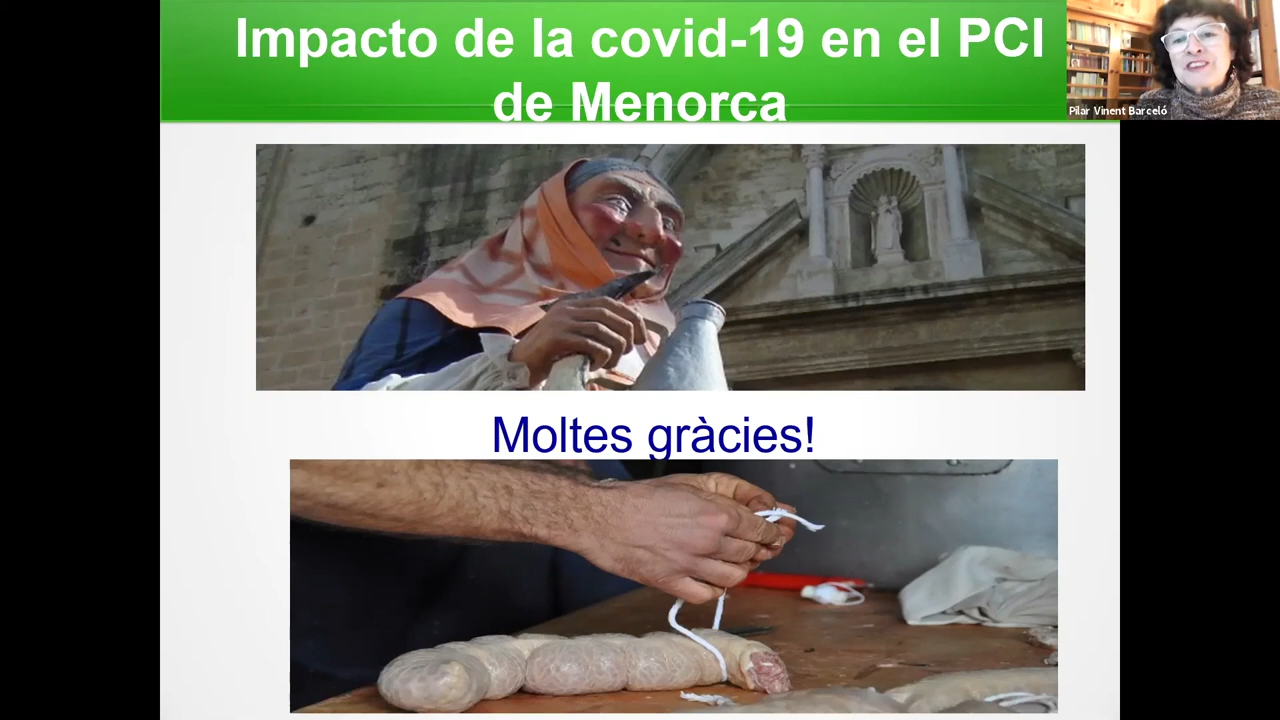 Impacto de la covid-19 en el PCI
de Menorca
Pilar Vinent Barceló
Moltes gràcies!